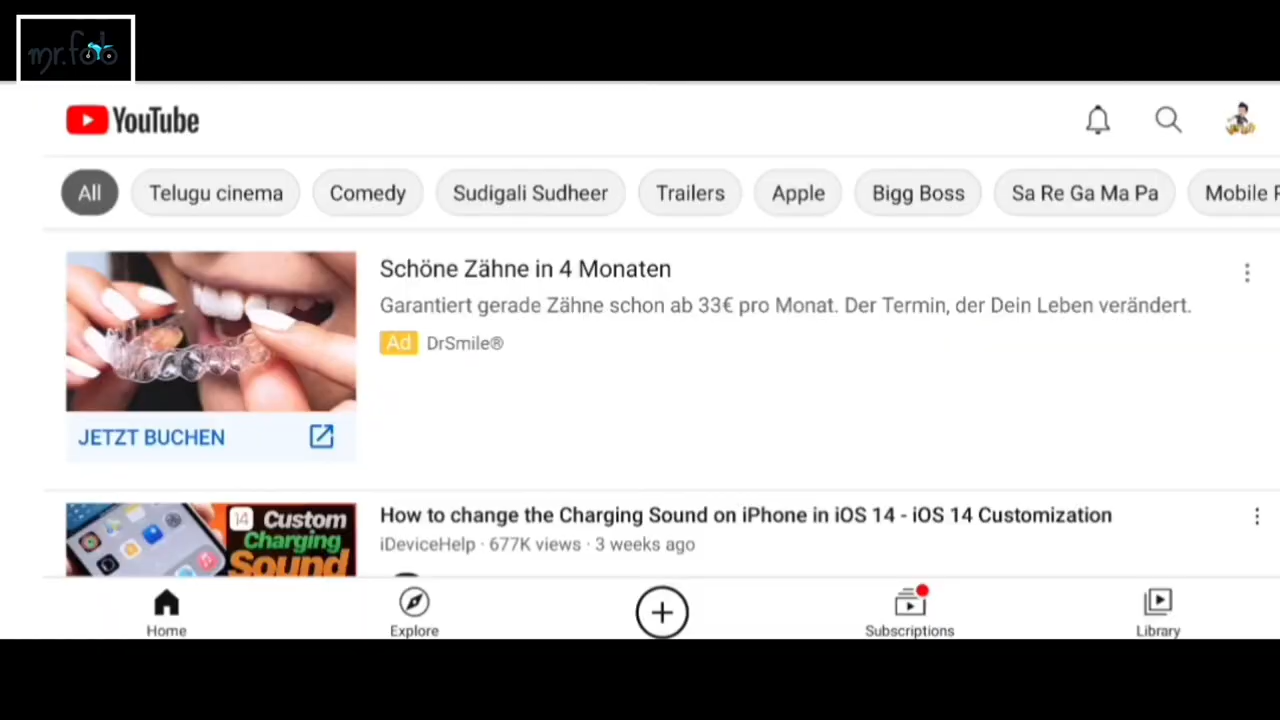 mr.fob
YouTube
All
Telugu cinema
Comedy
Sudigali Sudheer
Trailers
Apple
Bigg Boss
Sa Re Ga Ma Pa
Mobile
Schöne Zähne in 4 Monaten
Garantiert gerade Zähne schon ab 33€ pro Monat. Der Termin, der Dein Leben verändert.
Ad DrSmile®
JETZT BUCHEN
14 Custom
Charging
Sound
How to change the Charging Sound on iPhone in iOS 14 - iOS 14 Customization
iDeviceHelp · 677K views · 3 weeks ago
Home
Explore
Subscriptions
Library